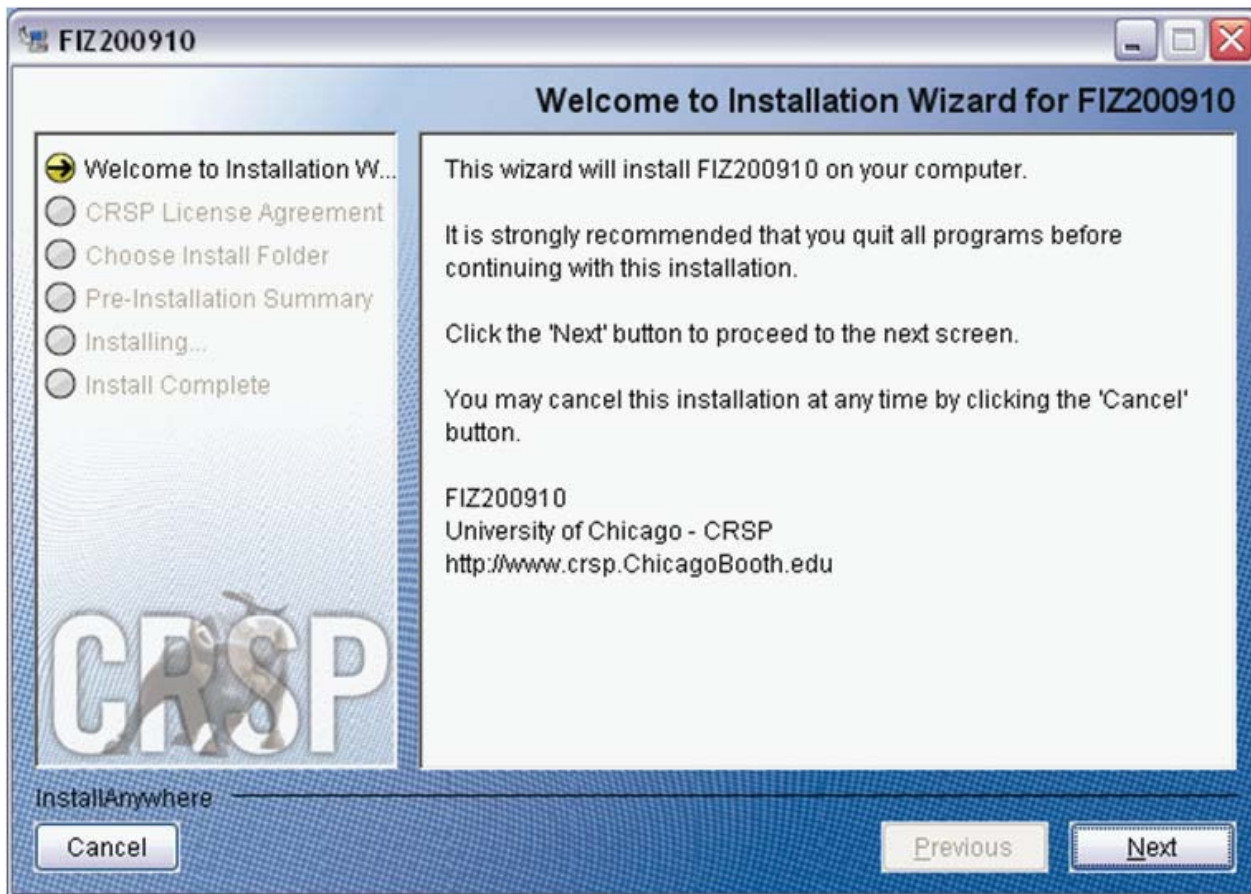 FIZ200910
Welcome to Installation Wizard for FIZ200910
Welcome to Installation W...
CRSP License Agreement
Choose Install Folder
Pre-Installation Summary
Installing...
Install Complete
CRSP
This wizard will install FIZ200910 on your computer.
It is strongly recommended that you quit all programs before
continuing with this installation.
Click the 'Next' button to proceed to the next screen.
You may cancel this installation at any time by clicking the 'Cancel'
button.
FIZ200910
University of Chicago - CRSP
http://www.crsp.ChicagoBooth.edu
InstallAnywhere
Cancel
Previous
Next